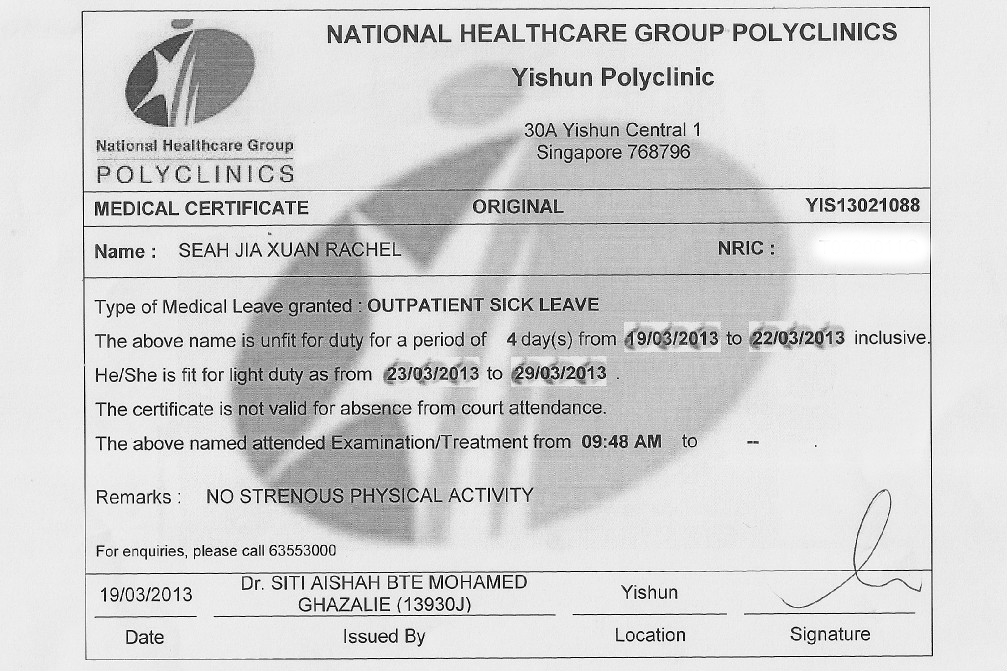 NATIONAL HEALTHCARE GROUP POLYCLINICS
Yishun Polyclinic
30A Yishun Central 1
Singapore 768796
National Healthcare Group
POLYCLINICS
MEDICAL CERTIFICATE ORIGINAL YIS13021088
Name : SEAH JIA XUAN RACHEL NRIC :
Type of Medical Leave granted : OUTPATIENT SICK LEAVE
The above name is unfit for duty for a period of 4 day(s) from 19/03/2013 to 22/03/2013 inclusive.
He/She is fit for light duty as from 23/03/2013 to 29/03/2013 .
The certificate is not valid for absence from court attendance.
The above named attended Examination/Treatment from 09:48 AM to -- .
Remarks : NO STRENOUS PHYSICAL ACTIVITY
For enquiries, please call 63553000
19/03/2013 Dr. SITI AISHAH BTE MOHAMED GHAZALIE (13930J) Yishun
Date Issued By Location Signature